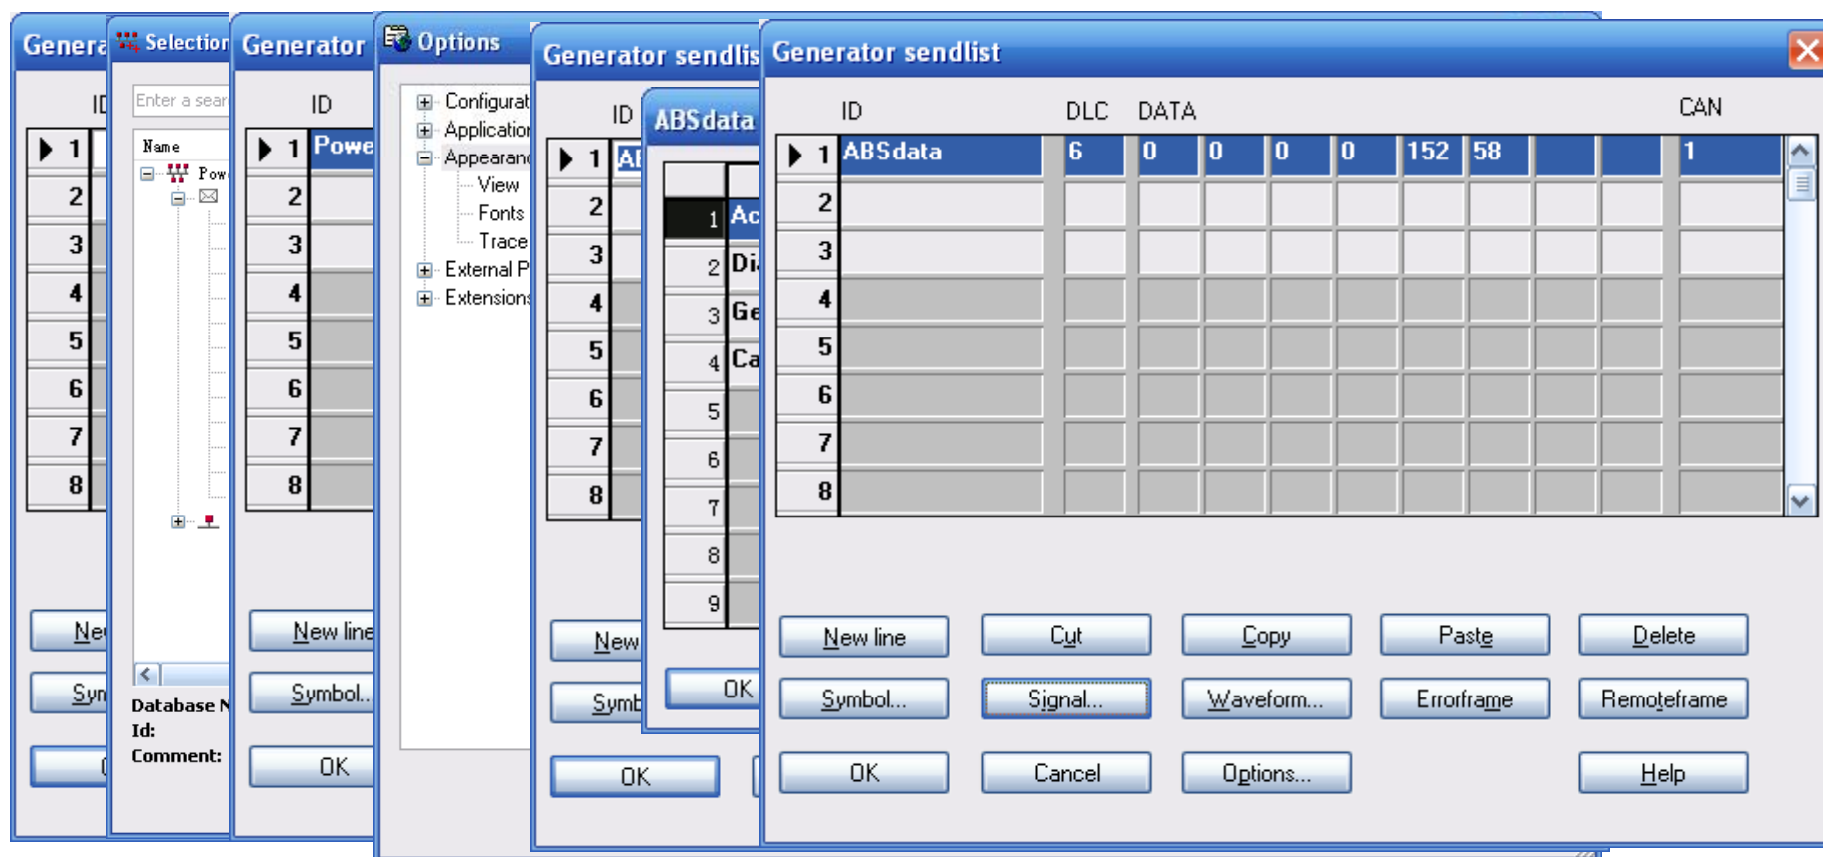 Genera
ID
1
2
3
4
5
6
7
8
Selection
Enter a sear
Name
Database N
Id:
Comment:
Generator
ID
1 Powe
2
3
4
5
6
7
8
New line
Symbol...
OK
Options
Configurat
Application
Appearan
View
Fonts
Trace
External P
Extensions
Generator sendlis
ID
1
2
3
4
5
6
7
8
New
Symb
OK
ABSdata
1 Ac
2 Dia
3 Ge
4 Ca
5
6
7
8
9
OK
Generator sendlist
ID DLC DATA CAN
1 ABSdata 6 0 0 0 0 152 58 1
2
3
4
5
6
7
8
New line Cut Copy Paste Delete
Symbol... Signal... Waveform... Errorframe Remoteframe
OK Cancel Options... Help